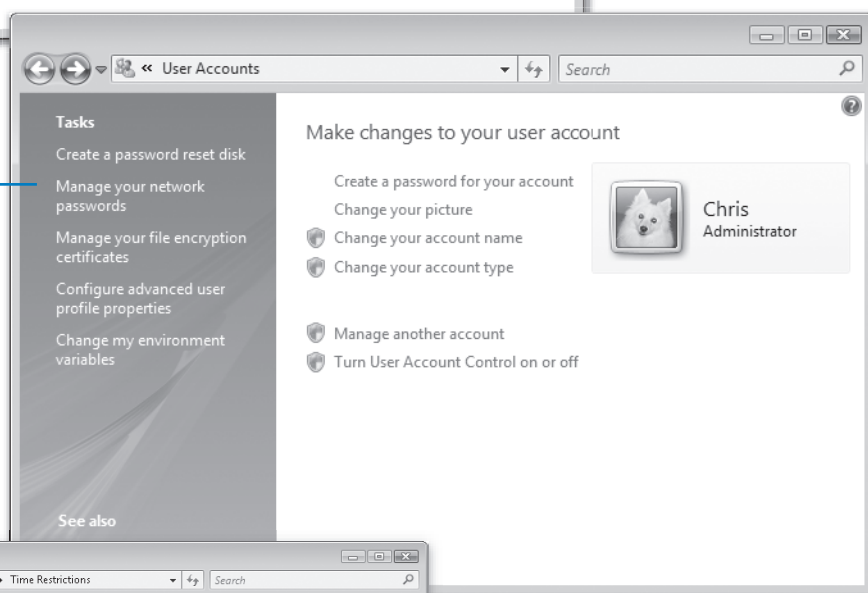 « User Accounts
Search
Tasks
Create a password reset disk
Manage your network
passwords
Manage your file encryption
certificates
Configure advanced user
profile properties
Change my environment
variables
See also
Make changes to your user account
Create a password for your account
Change your picture
Change your account name
Change your account type
Manage another account
Turn User Account Control on or off
Chris
Administrator
Time Restrictions
Search